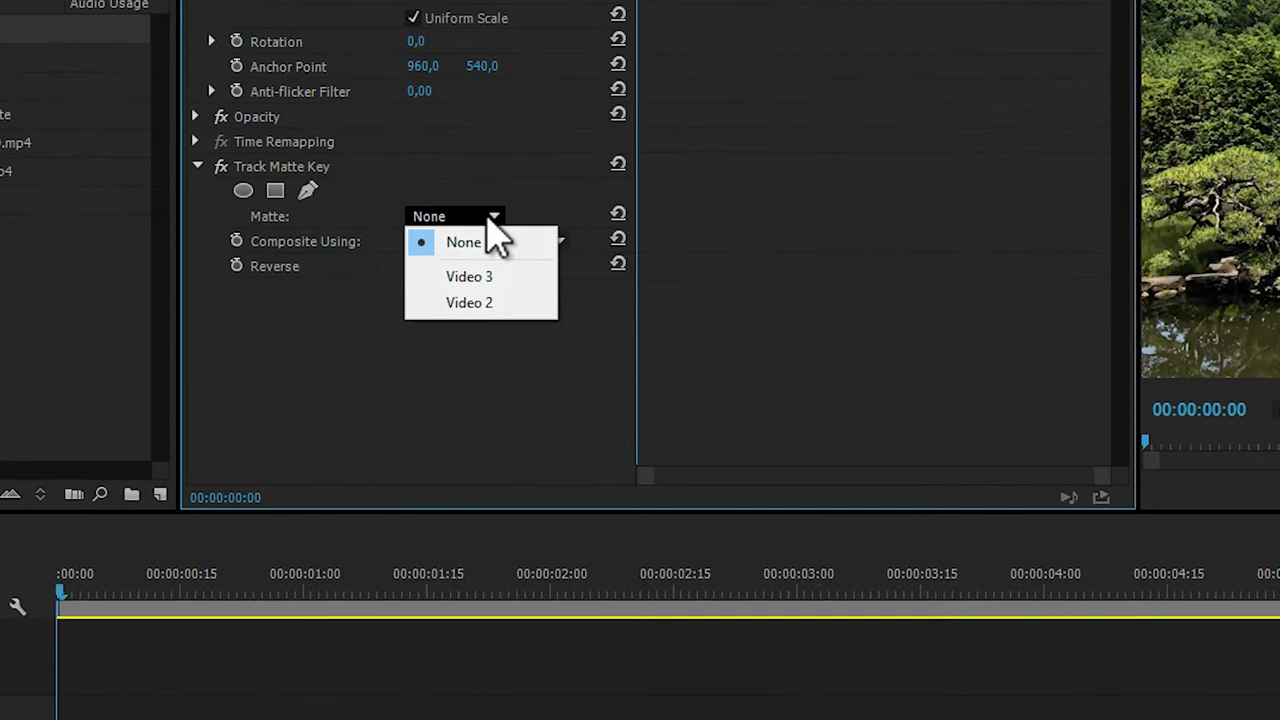 Audio Usage
Uniform Scale
Rotation 0,0
Anchor Point 960,0 540,0
Anti-flicker Filter 0,00
te
fx Opacity
.mp4
fx Time Remapping
p4
fx Track Matte Key
Matte: None
Composite Using:
None
Reverse
Video 3
Video 2
00:00:00:00
00:00:00:00
:00:00 00:00:00:15 00:00:01:00 00:00:01:15 00:00:02:00 00:00:02:15 00:00:03:00 00:00:03:15 00:00:04:00 00:00:04:15 00:0